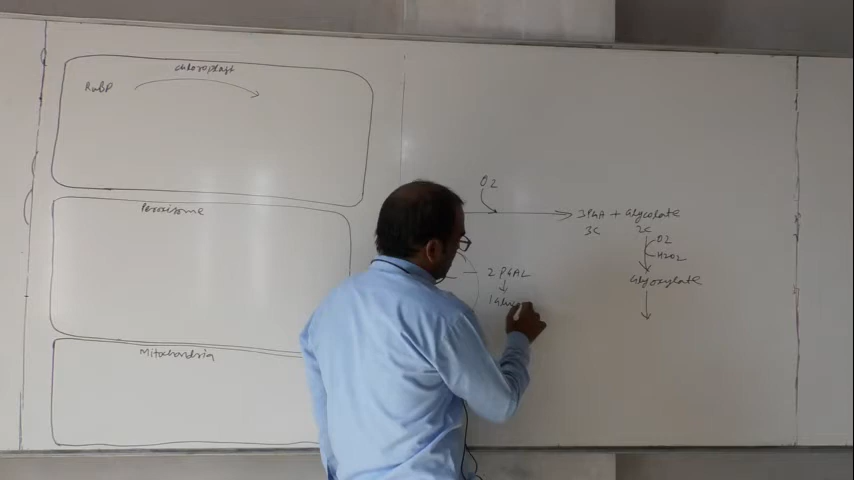 chloroplast
RuBP
Peroxisome
Mitochondria
O2
3PGA + Glycolate
3C 2C
O2
H2O2
Glyoxylate
2 PGAL